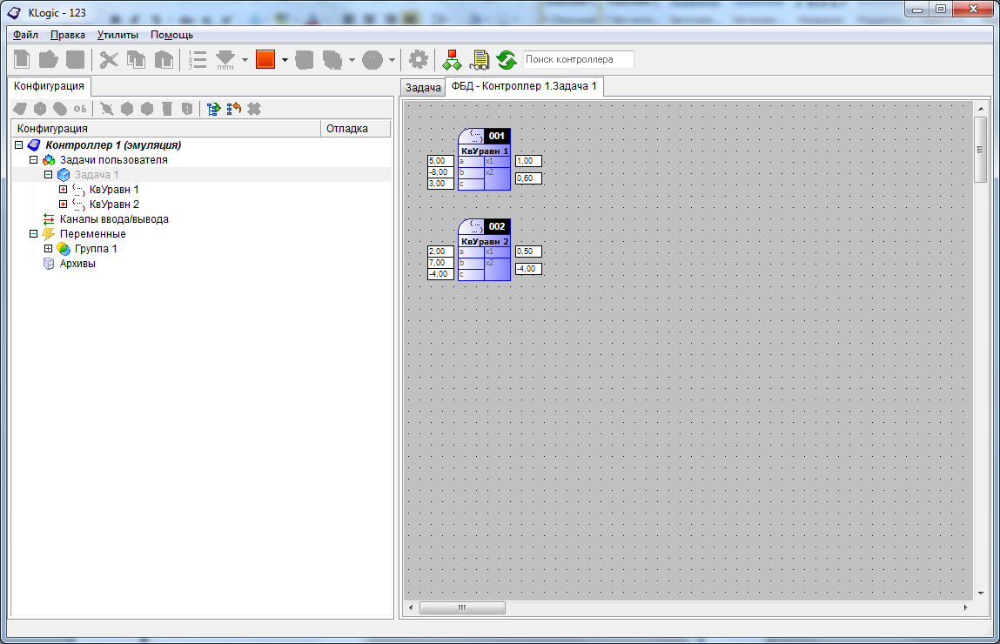 KLogic - 123
Файл Правка Утилиты Помощь
Поиск контроллера
Конфигурация
ФБ
Конфигурация Отладка
Контроллер 1 (эмуляция)
Задачи пользователя
Задача 1
КвУравн 1
КвУравн 2
Каналы ввода/вывода
Переменные
Группа 1
Архивы
Задача ФБД - Контроллер 1.Задача 1
001
КвУравн 1
5,00 a x1 1,00
-8,00 b x2 0,60
3,00 c
002
КвУравн 2
2,00 a x1 0,50
7,00 b x2 -4,00
-4,00 c